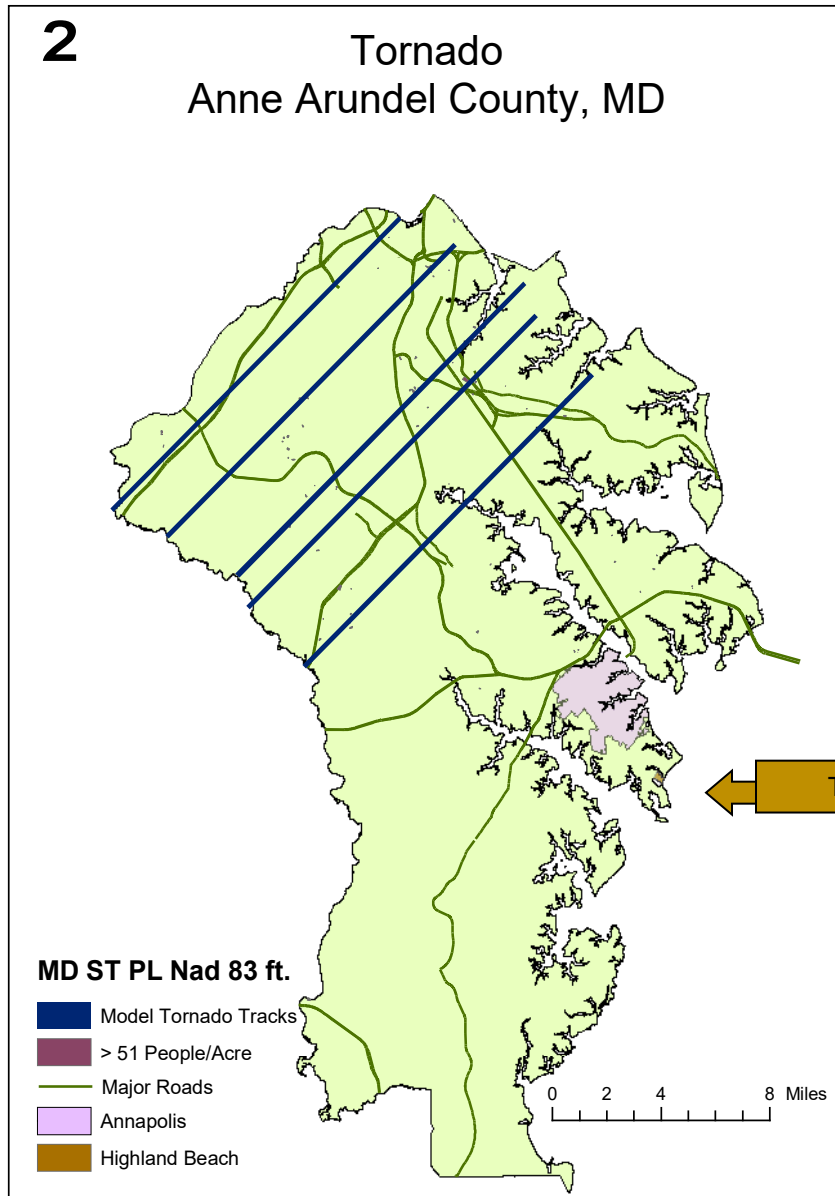 2
Tornado
Anne Arundel County, MD
MD ST PL Nad 83 ft.
Model Tornado Tracks
> 51 People/Acre
Major Roads
Annapolis
Highland Beach
0 2 4 8 Miles